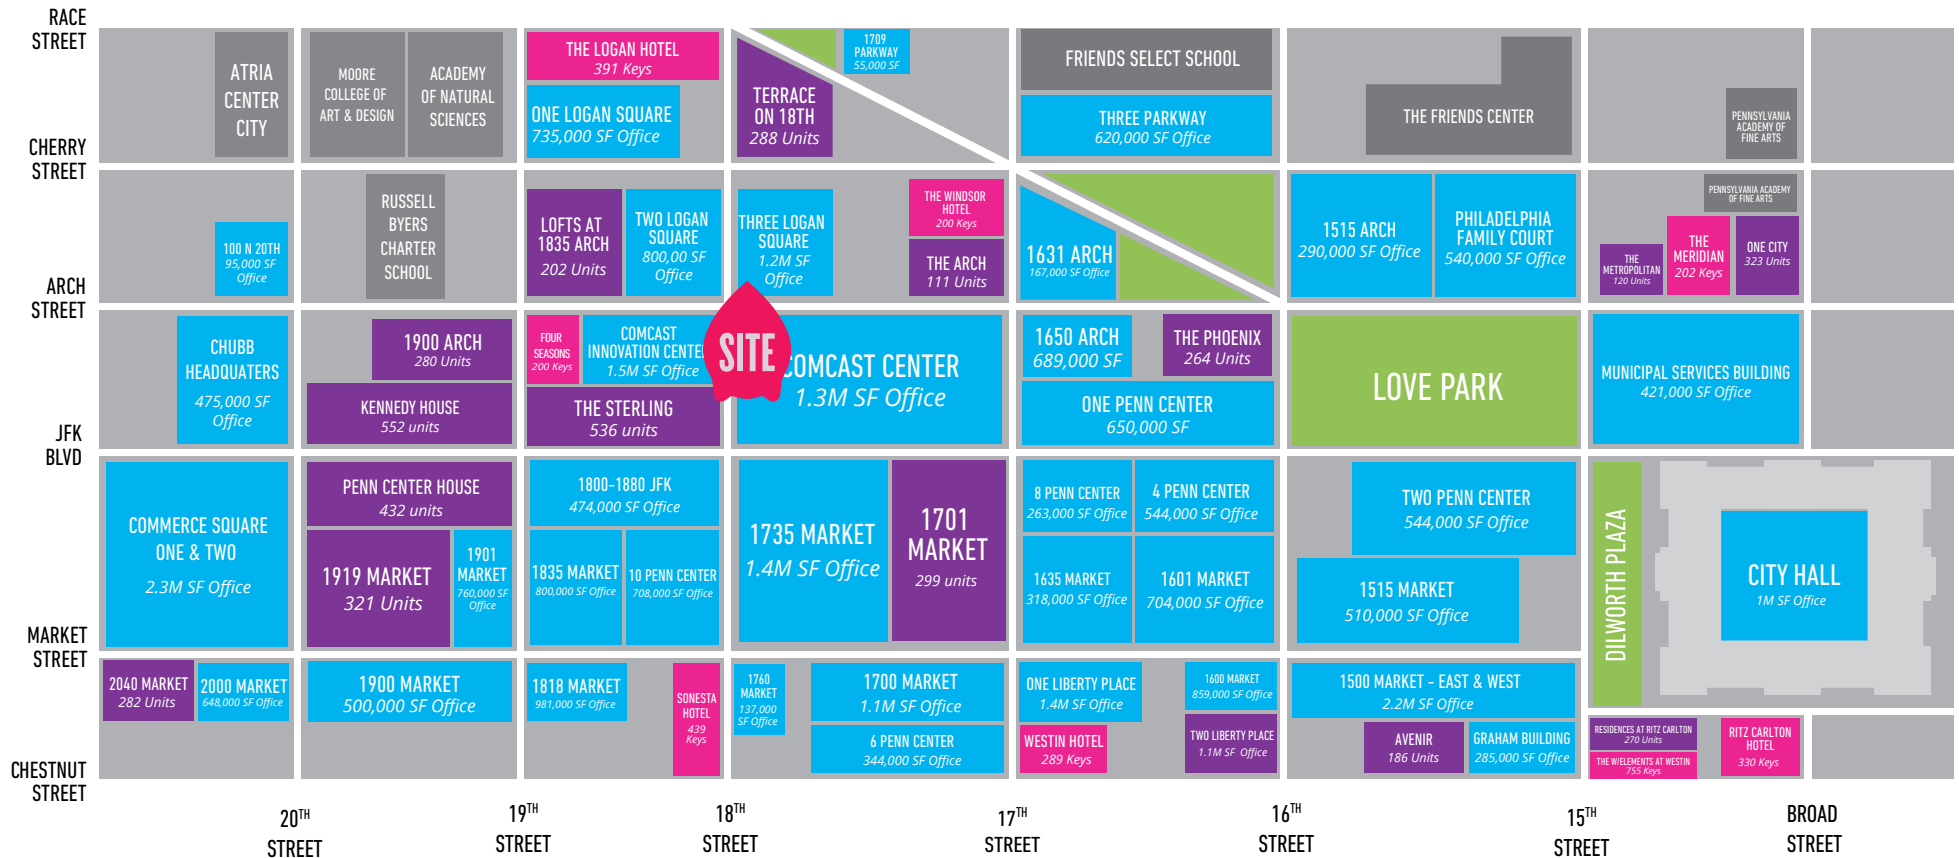 RACE
STREET
CHERRY
STREET
ARCH
STREET
JFK
BLVD
MARKET
STREET
CHESTNUT
STREET
ATRIA
CENTER
CITY
MOORE
COLLEGE OF
ART & DESIGN
ACADEMY
OF NATURAL
SCIENCES
THE LOGAN HOTEL
391 Keys
ONE LOGAN SQUARE
735,000 SF Office
TERRACE
ON 18TH
288 Units
1709
PARKWAY
55,000 SF
FRIENDS SELECT SCHOOL
THREE PARKWAY
620,000 SF Office
THE FRIENDS CENTER
PENNSYLVANIA
ACADEMY OF
FINE ARTS
100 N 20TH
95,000 SF
Office
RUSSELL
BYERS
CHARTER
SCHOOL
LOFTS AT
1835 ARCH
202 Units
TWO LOGAN
SQUARE
800,00 SF
Office
THREE LOGAN
SQUARE
1.2M SF
Office
THE WINDSOR
HOTEL
200 Keys
THE ARCH
111 Units
1631 ARCH
167,000 SF Office
1515 ARCH
290,000 SF Office
PHILADELPHIA
FAMILY COURT
540,000 SF Office
PENNSYLVANIA ACADEMY
OF FINE ARTS
THE
METROPOLITAN
120 Units
THE
MERIDIAN
202 Keys
ONE CITY
323 Units
CHUBB
HEADQUATERS
475,000 SF
Office
1900 ARCH
280 Units
KENNEDY HOUSE
552 units
FOUR
SEASONS
200 Keys
COMCAST
INNOVATION CENTE
1.5M SF Office
THE STERLING
536 units
SITE
COMCAST CENTER
1.3M SF Office
1650 ARCH
689,000 SF
THE PHOENIX
264 Units
ONE PENN CENTER
650,000 SF
LOVE PARK
MUNICIPAL SERVICES BUILDING
421,000 SF Office
COMMERCE SQUARE
ONE & TWO
2.3M SF Office
PENN CENTER HOUSE
432 units
1919 MARKET
321 Units
1901
MARKET
760,000 SF
Office
1800-1880 JFK
474,000 SF Office
1835 MARKET
800,000 SF Office
10 PENN CENTER
708,000 SF Office
1735 MARKET
1.4M SF Office
1701
MARKET
299 units
8 PENN CENTER
263,000 SF Office
4 PENN CENTER
544,000 SF Office
1635 MARKET
318,000 SF Office
1601 MARKET
704,000 SF Office
TWO PENN CENTER
544,000 SF Office
1515 MARKET
510,000 SF Office
DILWORTH PLAZA
CITY HALL
1M SF Office
2040 MARKET
282 Units
2000 MARKET
648,000 SF Office
1900 MARKET
500,000 SF Office
1818 MARKET
981,000 SF Office
SONESTA
HOTEL
439
Keys
1760
MARKET
137,000
SF Office
1700 MARKET
1.1M SF Office
6 PENN CENTER
344,000 SF Office
ONE LIBERTY PLACE
1.4M SF Office
WESTIN HOTEL
289 Keys
1600 MARKET
859,000 SF Office
TWO LIBERTY PLACE
1.1M SF Office
1500 MARKET - EAST & WEST
2.2M SF Office
AVENIR
186 Units
GRAHAM BUILDING
285,000 SF Office
RESIDENCES AT RITZ CARLTON
270 Units
THE W/ELEMENTS AT WESTIN
755 Keys
RITZ CARLTON
HOTEL
330 Keys
20TH
STREET
19TH
STREET
18TH
STREET
17TH
STREET
16TH
STREET
15TH
STREET
BROAD
STREET